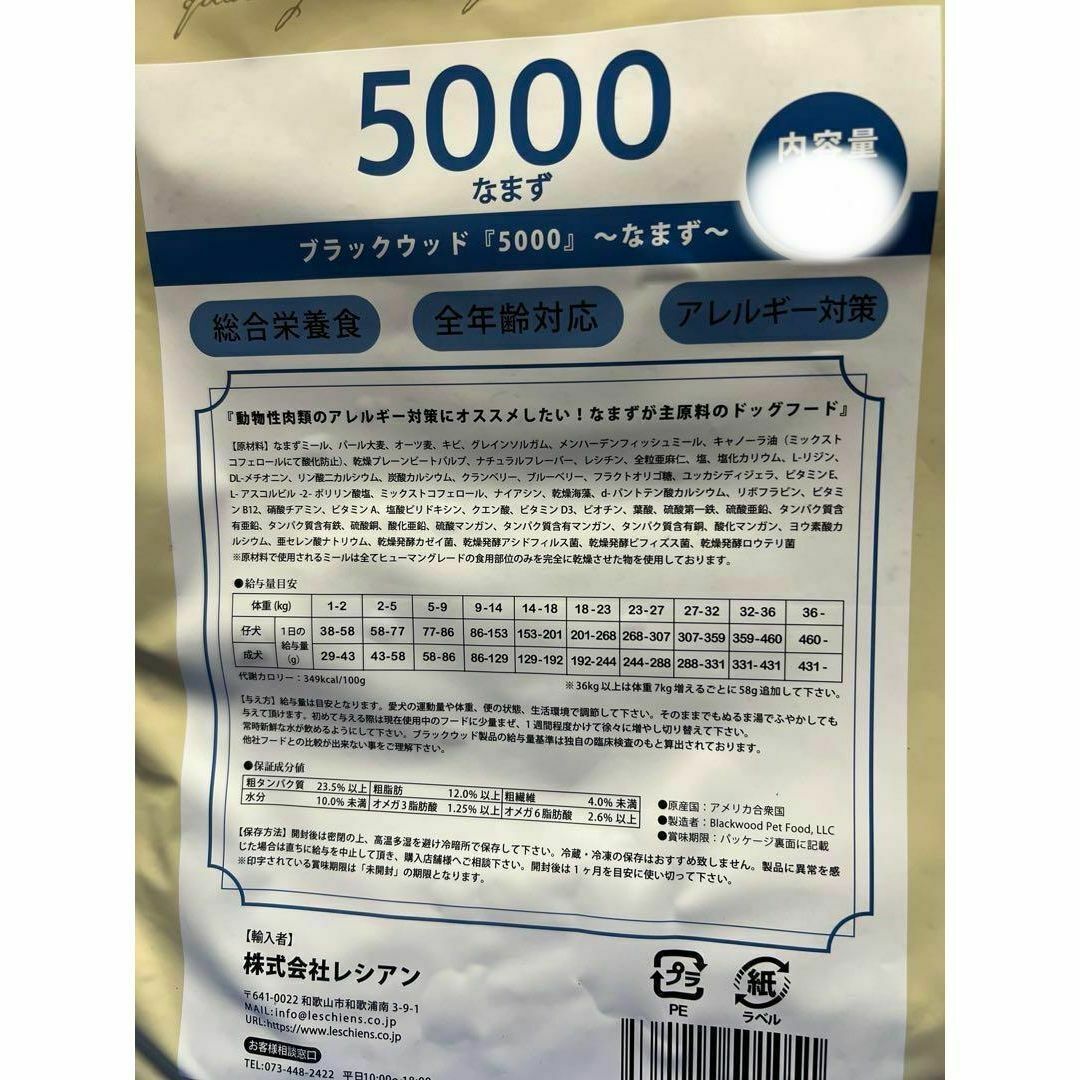 5000
なまず
内容量
ブラックウッド『5000』～なまず～
総合栄養食 全年齢対応 アレルギー対策
『動物性肉類のアレルギー対策にオススメしたい！なまずが主原料のドッグフード』
【原材料】なまずミール、パール大麦、オーツ麦、キビ、グレインソルガム、メンハーデンフィッシュミール、キャノーラ油（ミックスト
コフェロールにて酸化防止）、乾燥プレーンビートパルプ、ナチュラルフレーバー、レシチン、全粒亜麻仁、塩、塩化カリウム、L-リジン、
DL-メチオニン、リン酸二カルシウム、炭酸カルシウム、クランベリー、ブルーベリー、フラクトオリゴ糖、ユッカシディジェラ、ビタミンE、
L-アスコルビル-2-ポリリン酸塩、ミックストコフェロール、ナイアシン、乾燥海藻、d-パントテン酸カルシウム、リボフラビン、ビタミ
ンB12、硝酸チアミン、ビタミンA、塩酸ピリドキシン、クエン酸、ビタミンD3、ビオチン、葉酸、硫酸第一鉄、硫酸亜鉛、タンパク質含
有亜鉛、タンパク質含有鉄、硫酸銅、酸化亜鉛、硫酸マンガン、タンパク質含有マンガン、タンパク質含有銅、酸化マンガン、ヨウ素酸カ
ルシウム、亜セレン酸ナトリウム、乾燥発酵カゼイ菌、乾燥発酵アシドフィルス菌、乾燥発酵ビフィズス菌、乾燥発酵ロウテリ菌
※原材料で使用されるミールは全てヒューマングレードの食用部位のみを完全に乾燥させた物を使用しております。
●給与量目安
体重(kg) 1-2 2-5 5-9 9-14 14-18 18-23 23-27 27-32 32-36 36-
仔犬 1日の給与量(g) 38-58 58-77 77-86 86-153 153-201 201-268 268-307 307-359 359-460 460-
成犬 29-43 43-58 58-86 86-129 129-192 192-244 244-288 288-331 331-431 431-
代謝カロリー：349kcal/100g
※36kg以上は体重7kg増えるごとに58g追加して下さい。
【与え方】給与量は目安となります。愛犬の運動量や体重、便の状態、生活環境で調節して下さい。そのままでもぬるま湯でふやかしても
与えて頂けます。初めて与える際は現在使用中のフードに少量まぜ、1週間程度かけて徐々に増やし切り替えて下さい。
常時新鮮な水が飲めるようにして下さい。ブラックウッド製品の給与量基準は独自の臨床検査のもと算出されております。
他社フードとの比較が出来ない事をご理解下さい。
●保証成分値
粗タンパク質 23.5%以上 粗脂肪 12.0%以上 粗繊維 4.0%未満
水分 10.0%未満 オメガ3脂肪酸 1.25%以上 オメガ6脂肪酸 2.6%以上
●原産国：アメリカ合衆国
●製造者：Blackwood Pet Food, LLC
●賞味期限：パッケージ裏面に記載
【保存方法】開封後は密閉の上、高温多湿を避け冷暗所で保存して下さい。冷蔵・冷凍の保存はおすすめ致しません。製品に異常を感
じた場合は直ちに給与を中止して頂き、購入店舗様へご相談下さい。開封後は1ヶ月を目安に使い切って下さい。
※印字されている賞味期限は「未開封」の期限となります。
【輸入者】
株式会社レシアン
〒641-0022 和歌山市和歌浦南3-9-1
MAIL:info@leschiens.co.jp
URL:https://www.leschiens.co.jp
お客様相談窓口
TEL:073-448-2422 平日10:00~18:00
プラ
PE
紙
ラベル